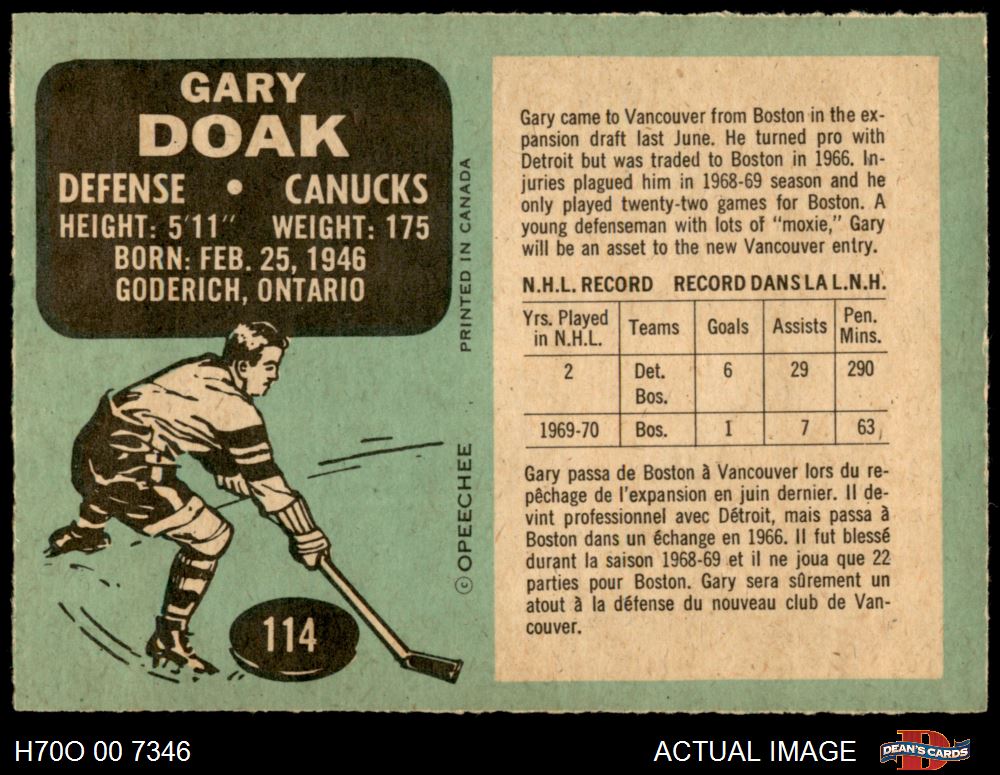 GARY
DOAK
DEFENSE • CANUCKS
HEIGHT: 5'11" WEIGHT: 175
BORN: FEB. 25, 1946
GODERICH, ONTARIO
114
© OPEECHEE PRINTED IN CANADA
Gary came to Vancouver from Boston in the ex-
pansion draft last June. He turned pro with
Detroit but was traded to Boston in 1966. In-
juries plagued him in 1968-69 season and he
only played twenty-two games for Boston. A
young defenseman with lots of "moxie," Gary
will be an asset to the new Vancouver entry.
N.H.L. RECORD RECORD DANS LA L.N.H.
Yrs. Played in N.H.L. Teams Goals Assists Pen. Mins.
2 Det. Bos. 6 29 290
1969-70 Bos. 1 7 63
Gary passa de Boston à Vancouver lors du re-
pêchage de l'expansion en juin dernier. Il de-
vint professionnel avec Détroit, mais passa à
Boston dans un échange en 1966. Il fut blessé
durant la saison 1968-69 et il ne joua que 22
parties pour Boston. Gary sera sûrement un
atout à la défense du nouveau club de Van-
couver.
H70O 00 7346
ACTUAL IMAGE
DEAN'S CARDS